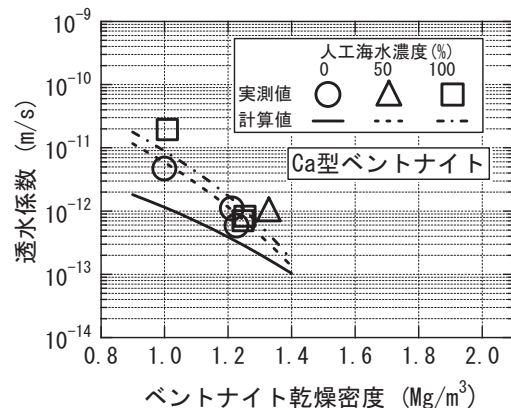 10⁻⁹
10⁻¹⁰
10⁻¹¹
10⁻¹²
10⁻¹³
10⁻¹⁴
透水係数 (m/s)
人工海水濃度(%)
0 50 100
実測値
計算値
Ca型ベントナイト
0.8 1.0 1.2 1.4 1.6 1.8 2.0
ベントナイト乾燥密度 (Mg/m³)